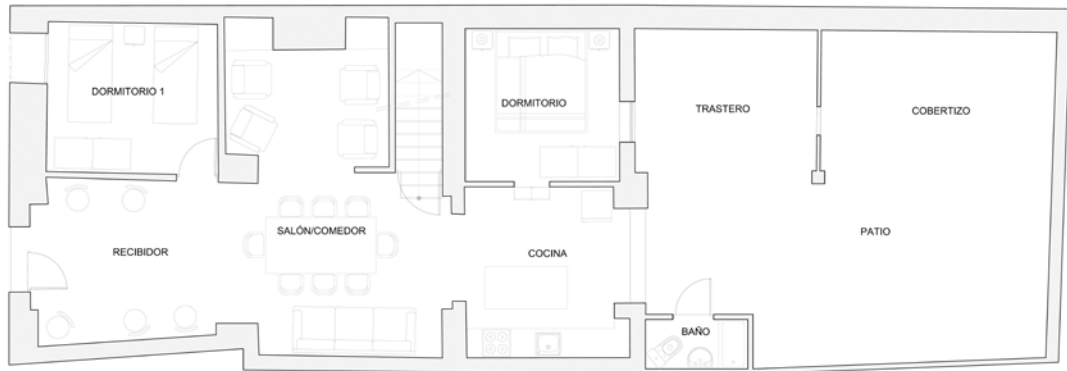 DORMITORIO 1
DORMITORIO
TRASTERO
COBERTIZO
RECIBIDOR
SALÓN/COMEDOR
COCINA
PATIO
BAÑO